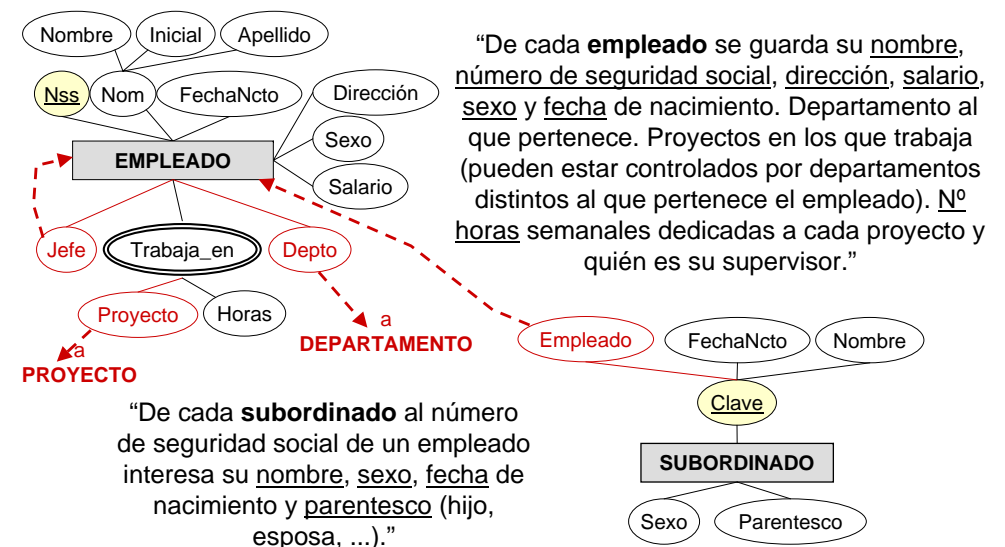 Nombre
Inicial
Apellido
Nss
Nom
FechaNcto
Dirección
Sexo
Salario
EMPLEADO
Jefe
Trabaja_en
Depto
Proyecto
Horas
a
PROYECTO
a
DEPARTAMENTO
“De cada empleado se guarda su nombre,
número de seguridad social, dirección, salario,
sexo y fecha de nacimiento. Departamento al
que pertenece. Proyectos en los que trabaja
(pueden estar controlados por departamentos
distintos al que pertenece el empleado). Nº
horas semanales dedicadas a cada proyecto y
quién es su supervisor.”
Empleado
FechaNcto
Nombre
Clave
SUBORDINADO
Sexo
Parentesco
“De cada subordinado al número
de seguridad social de un empleado
interesa su nombre, sexo, fecha de
nacimiento y parentesco (hijo,
esposa, ...).”